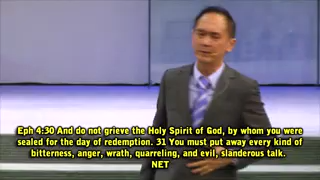 Eph 4:30 And do not grieve the Holy Spirit of God, by whom you were
sealed for the day of redemption. 31 You must put away every kind of
bitterness, anger, wrath, quarreling, and evil, slanderous talk.
NET